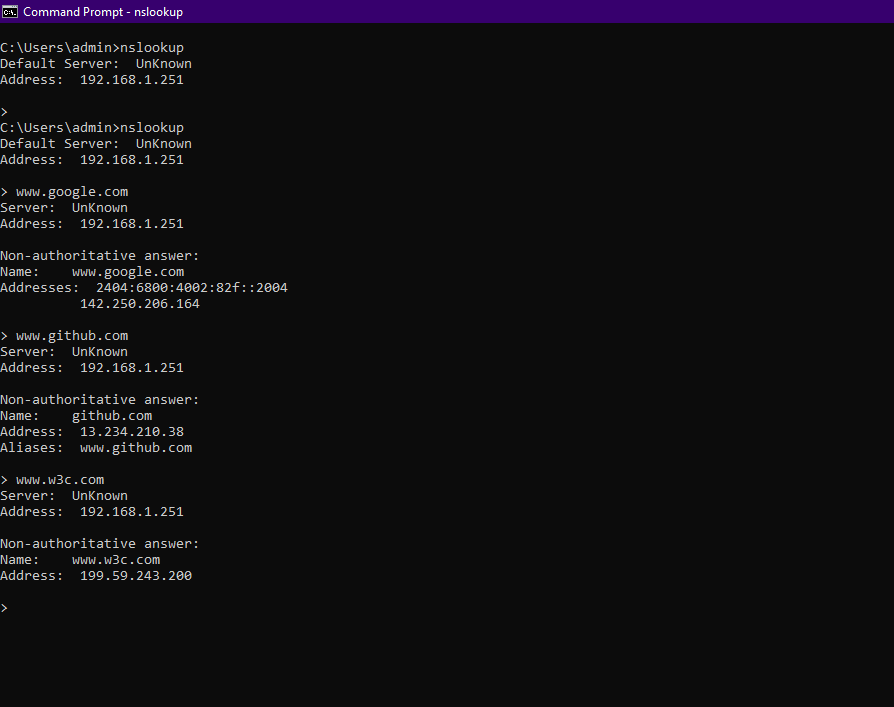 Command Prompt - nslookup
C:\Users\admin>nslookup
Default Server:  UnKnown
Address:  192.168.1.251
>
C:\Users\admin>nslookup
Default Server:  UnKnown
Address:  192.168.1.251
> www.google.com
Server:  UnKnown
Address:  192.168.1.251
Non-authoritative answer:
Name:    www.google.com
Addresses:  2404:6800:4002:82f::2004
          142.250.206.164
> www.github.com
Server:  UnKnown
Address:  192.168.1.251
Non-authoritative answer:
Name:    github.com
Address:  13.234.210.38
Aliases:  www.github.com
> www.w3c.com
Server:  UnKnown
Address:  192.168.1.251
Non-authoritative answer:
Name:    www.w3c.com
Address:  199.59.243.200
>